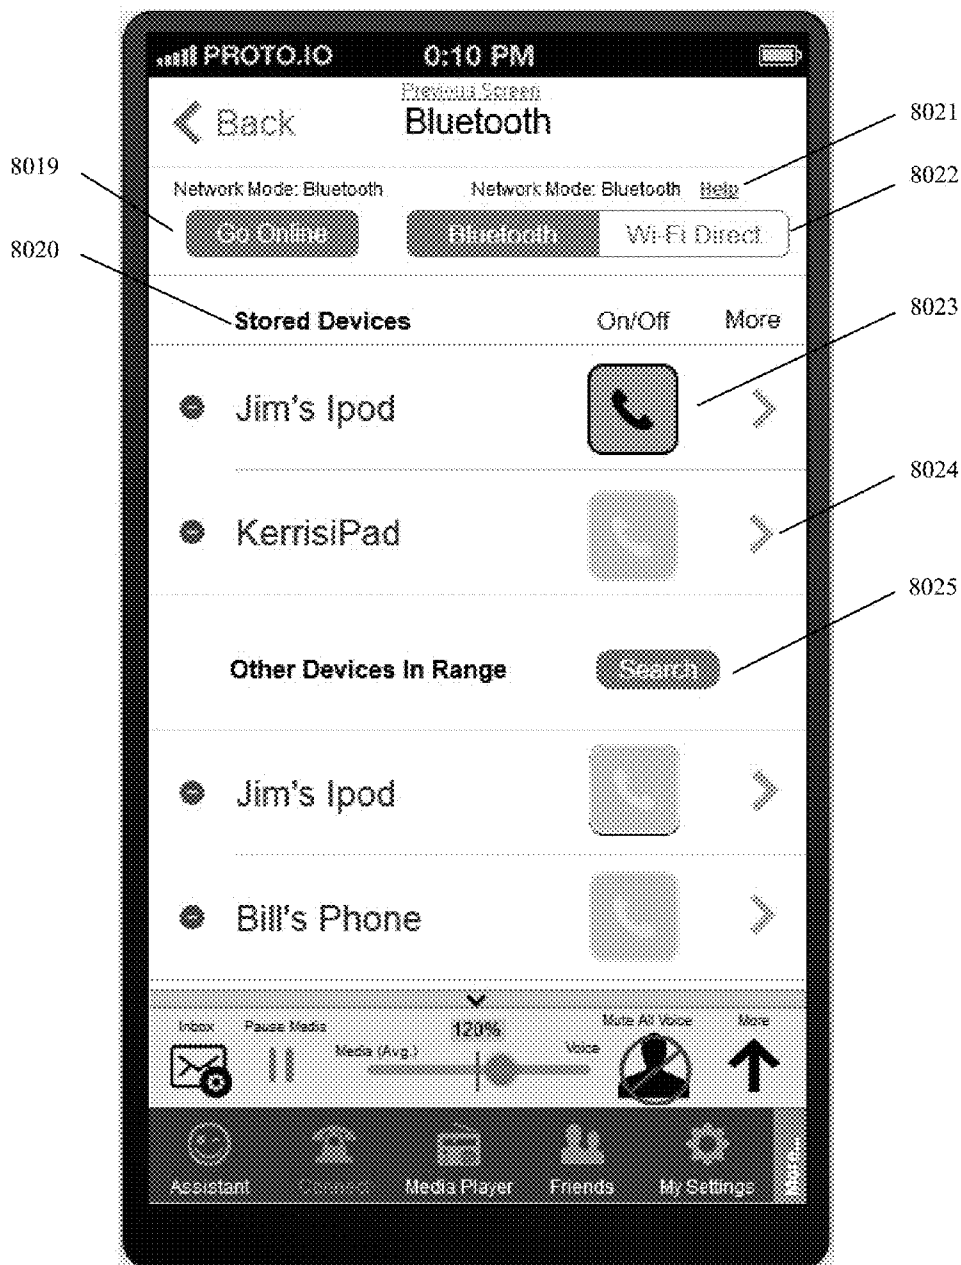 PROTO.IO 0:10 PM
Previous Screen
Back Bluetooth
8021
8019
Network Mode: Bluetooth Network Mode: Bluetooth Help
8022
Go Online Bluetooth Wi-Fi Direct
8020
Stored Devices On/Off More
8023
Jim's Ipod
8024
KerrisiPad
8025
Other Devices In Range Search
Jim's Ipod
Bill's Phone
Inbox Pause Media 120% Mute All Voice More
Media (Avg.) Voice
Assistant Connect Media Player Friends My Settings More...